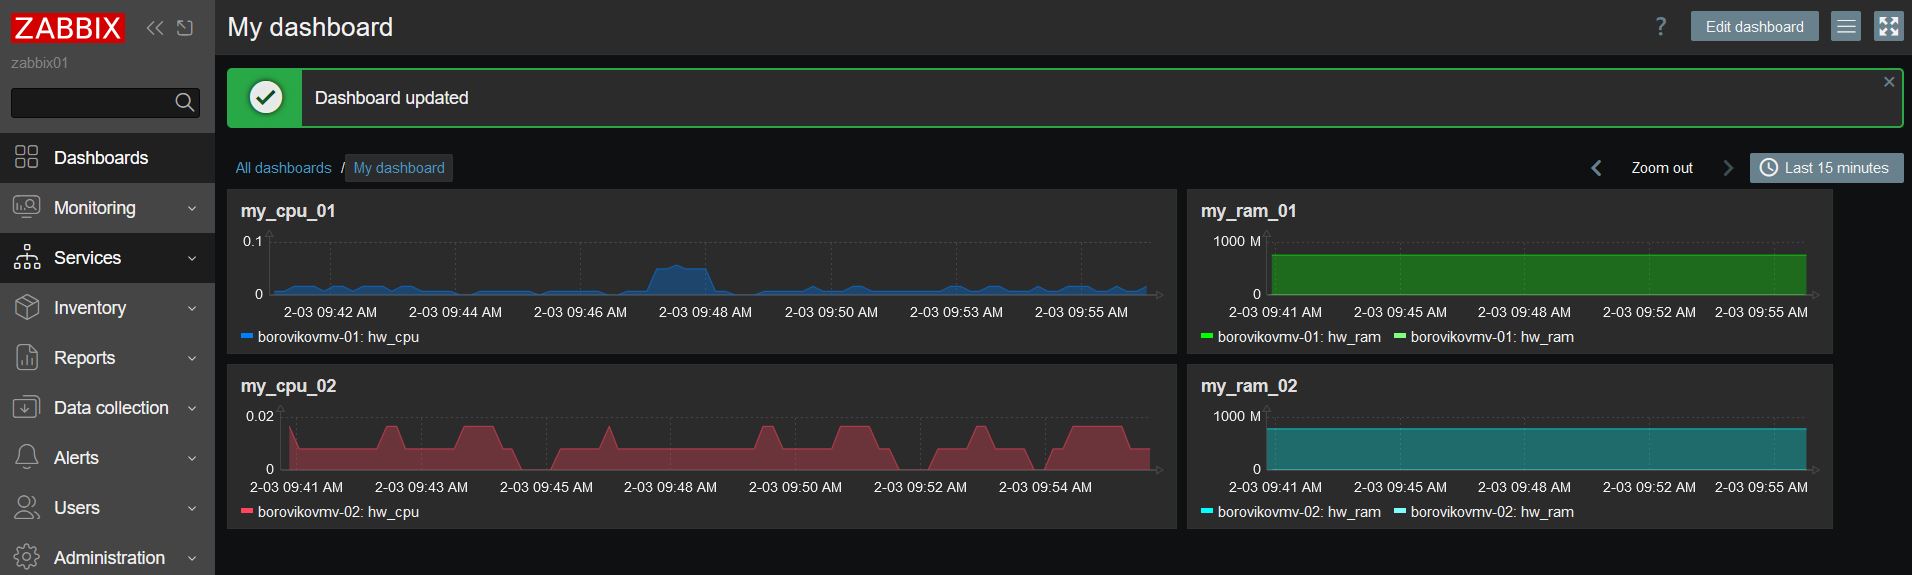 ZABBIX
zabbix01
Dashboards
Monitoring
Services
Inventory
Reports
Data collection
Alerts
Users
Administration
My dashboard
? Edit dashboard
Dashboard updated
All dashboards / My dashboard
Zoom out
Last 15 minutes
my_cpu_01
0.1
0
2-03 09:42 AM 2-03 09:44 AM 2-03 09:46 AM 2-03 09:48 AM 2-03 09:50 AM 2-03 09:53 AM 2-03 09:55 AM
borovikovmv-01: hw_cpu
my_ram_01
1000 M
0
2-03 09:41 AM 2-03 09:45 AM 2-03 09:48 AM 2-03 09:52 AM 2-03 09:55 AM
borovikovmv-01: hw_ram borovikovmv-01: hw_ram
my_cpu_02
0.02
0
2-03 09:41 AM 2-03 09:43 AM 2-03 09:45 AM 2-03 09:48 AM 2-03 09:50 AM 2-03 09:52 AM 2-03 09:54 AM
borovikovmv-02: hw_cpu
my_ram_02
1000 M
0
2-03 09:41 AM 2-03 09:45 AM 2-03 09:48 AM 2-03 09:52 AM 2-03 09:55 AM
borovikovmv-02: hw_ram borovikovmv-02: hw_ram